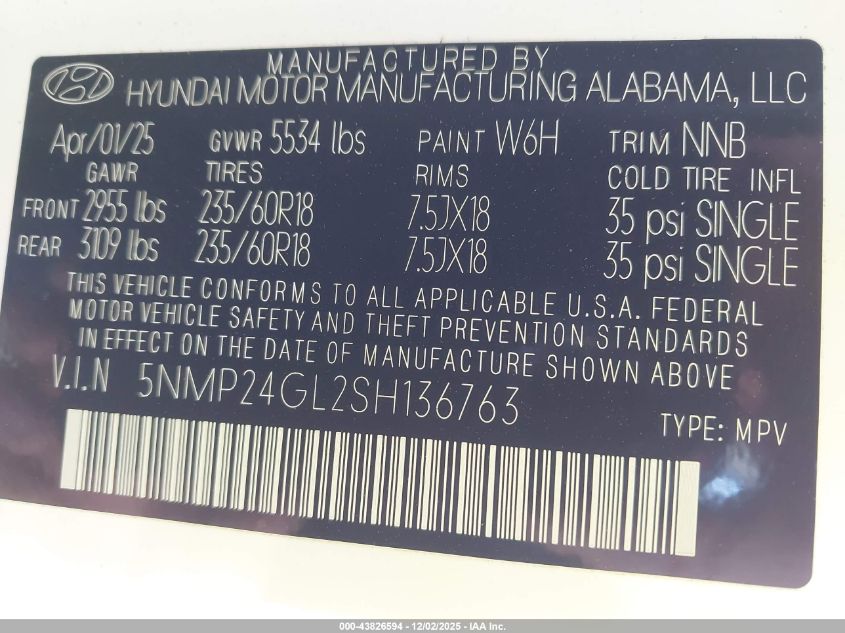 MANUFACTURED BY
HYUNDAI MOTOR MANUFACTURING ALABAMA, LLC
Apr/01/25 GVWR 5534 lbs PAINT W6H TRIM NNB
GAWR TIRES RIMS COLD TIRE INFL
FRONT 2955 lbs 235/60R18 7.5JX18 35 psi SINGLE
REAR 3109 lbs 235/60R18 7.5JX18 35 psi SINGLE
THIS VEHICLE CONFORMS TO ALL APPLICABLE U.S.A. FEDERAL
MOTOR VEHICLE SAFETY AND THEFT PREVENTION STANDARDS
IN EFFECT ON THE DATE OF MANUFACTURE SHOWN ABOVE
V.I.N 5NMP24GL2SH136763
TYPE: MPV
000-43826594 - 12/02/2025 - IAA Inc.